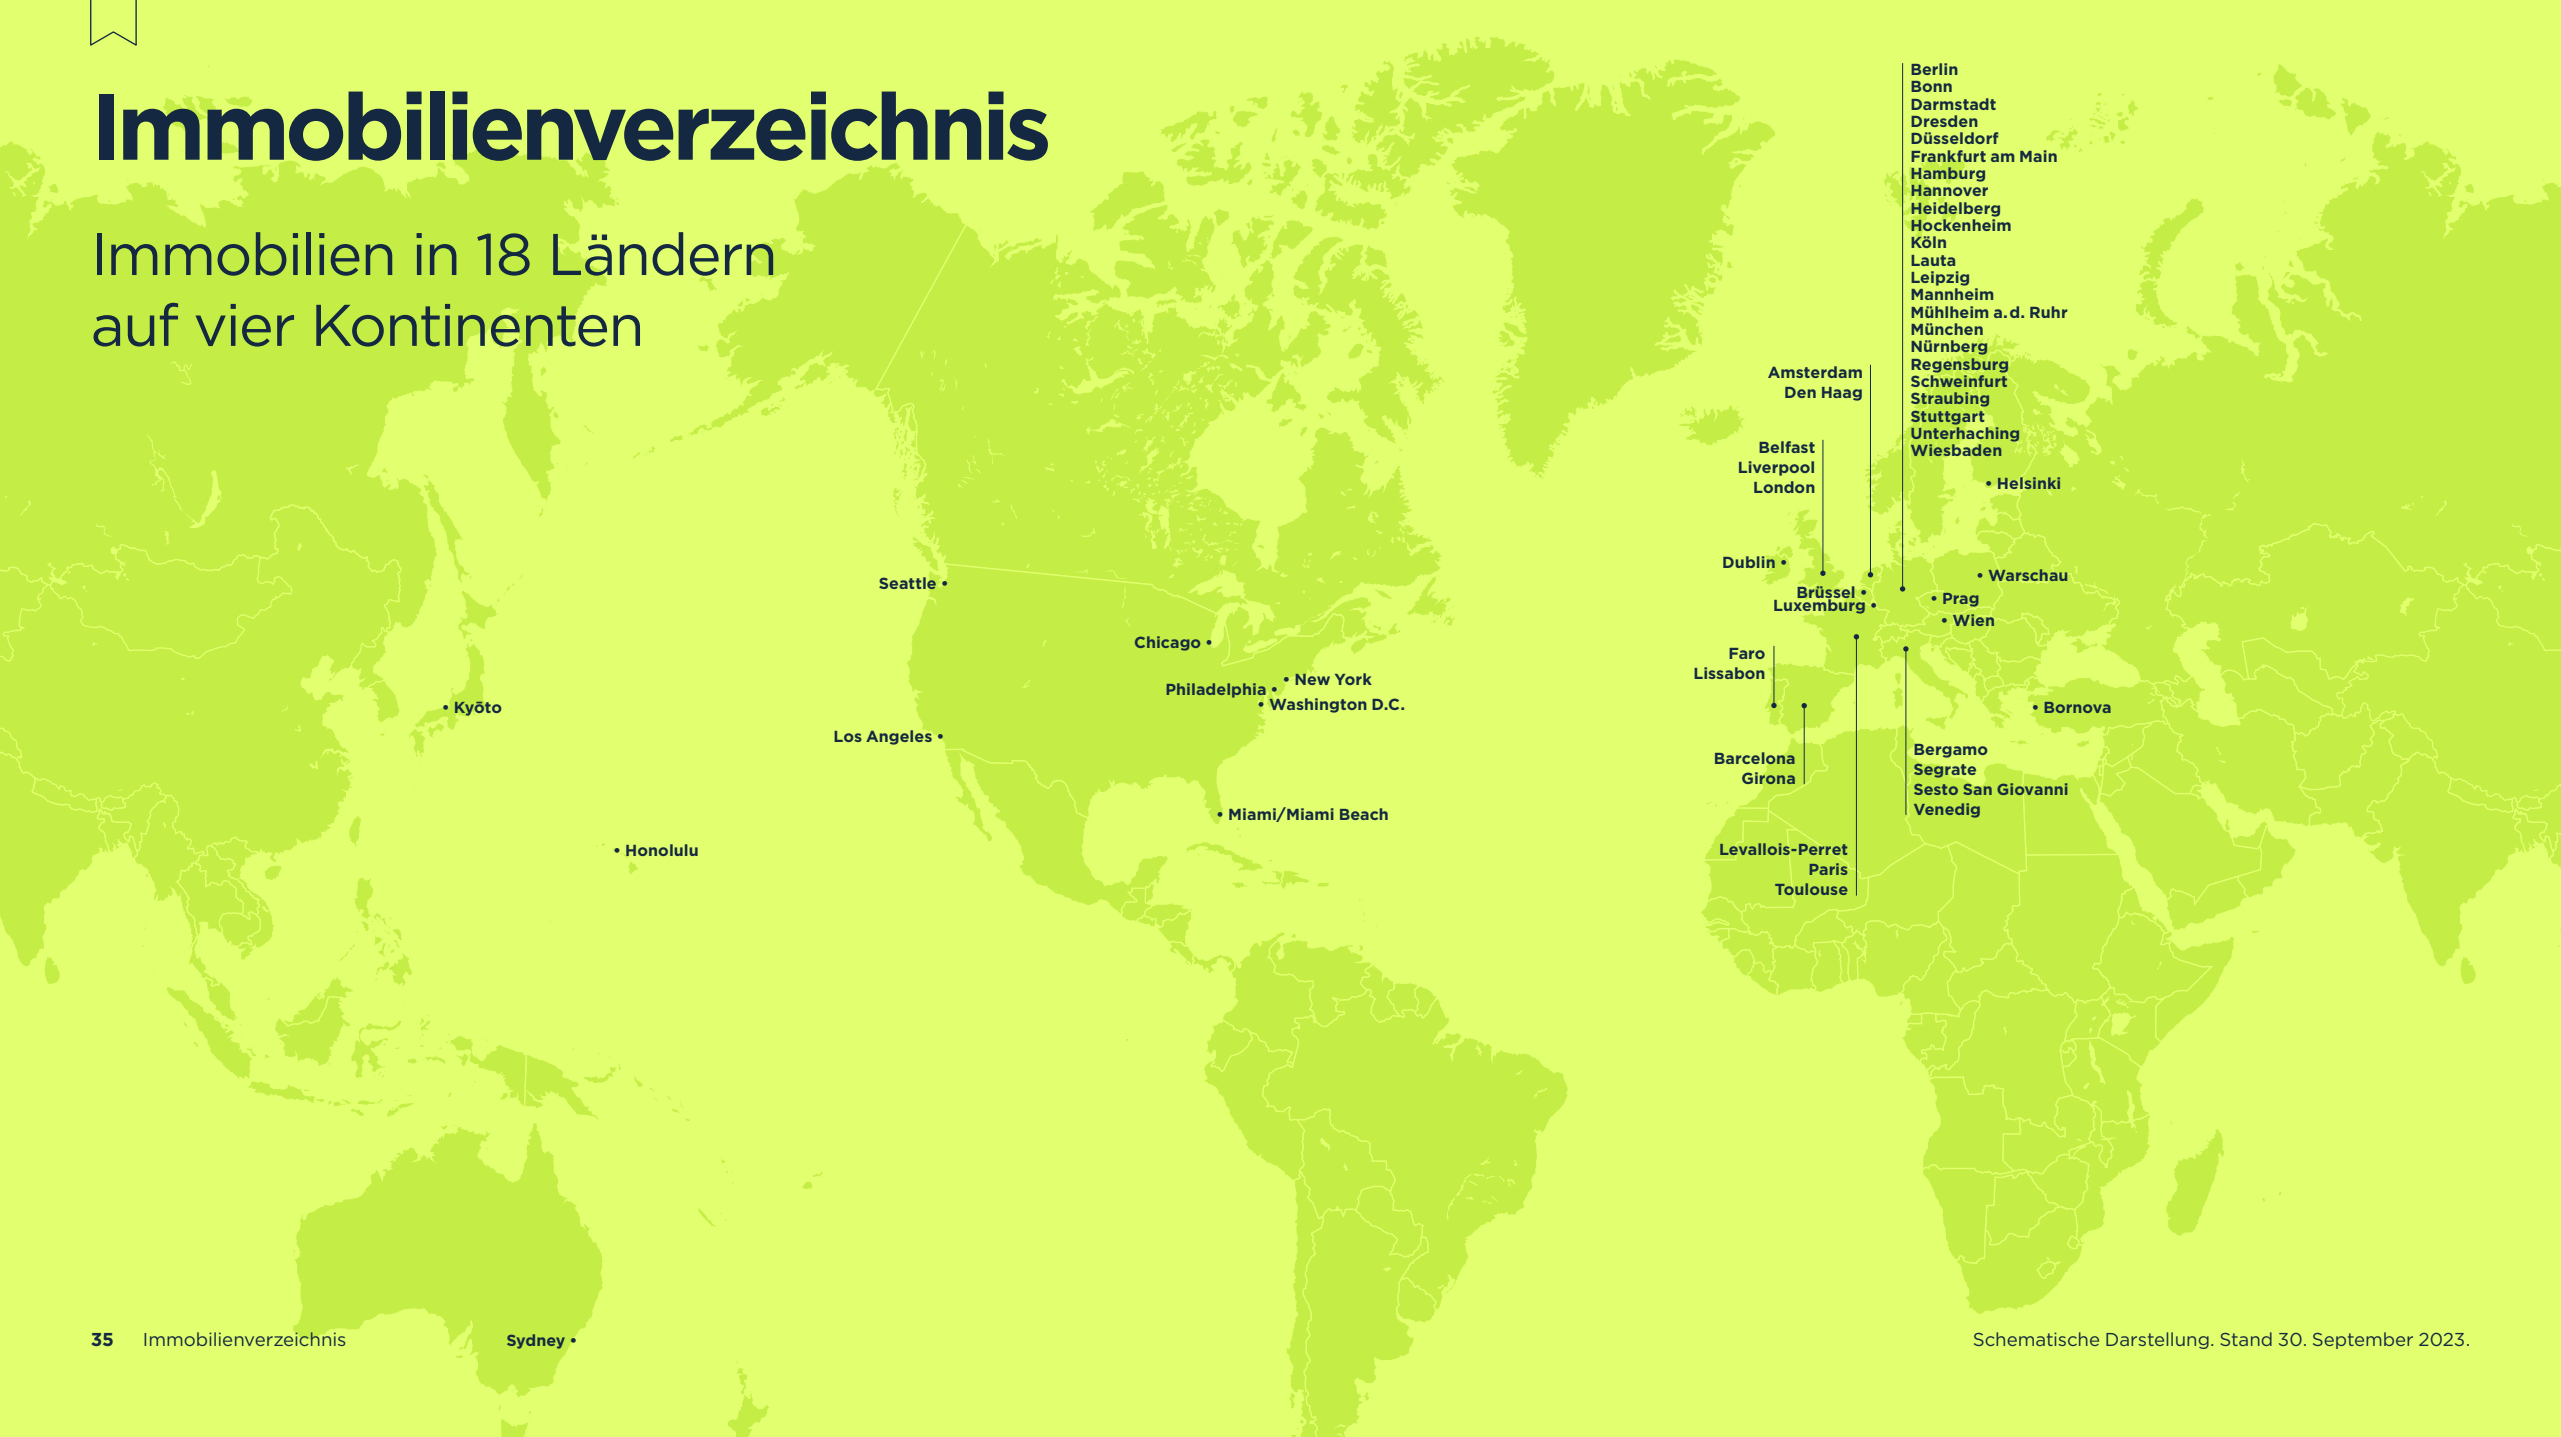 Immobilienverzeichnis
Immobilien in 18 Ländern
auf vier Kontinenten
Berlin
Bonn
Darmstadt
Dresden
Düsseldorf
Frankfurt am Main
Hamburg
Hannover
Heidelberg
Hockenheim
Köln
Lauta
Leipzig
Mannheim
Mühlheim a. d. Ruhr
München
Nürnberg
Regensburg
Schweinfurt
Straubing
Stuttgart
Unterhaching
Wiesbaden
Amsterdam
Den Haag
Belfast
Liverpool
London
Helsinki
Dublin
Warschau
Brüssel
Luxemburg
Prag
Wien
Faro
Lissabon
Bornova
Barcelona
Girona
Bergamo
Segrate
Sesto San Giovanni
Venedig
Levallois-Perret
Paris
Toulouse
Seattle
Chicago
New York
Philadelphia
Washington D.C.
Los Angeles
Miami/Miami Beach
Honolulu
Kyōto
Sydney
35 Immobilienverzeichnis
Schematische Darstellung. Stand 30. September 2023.